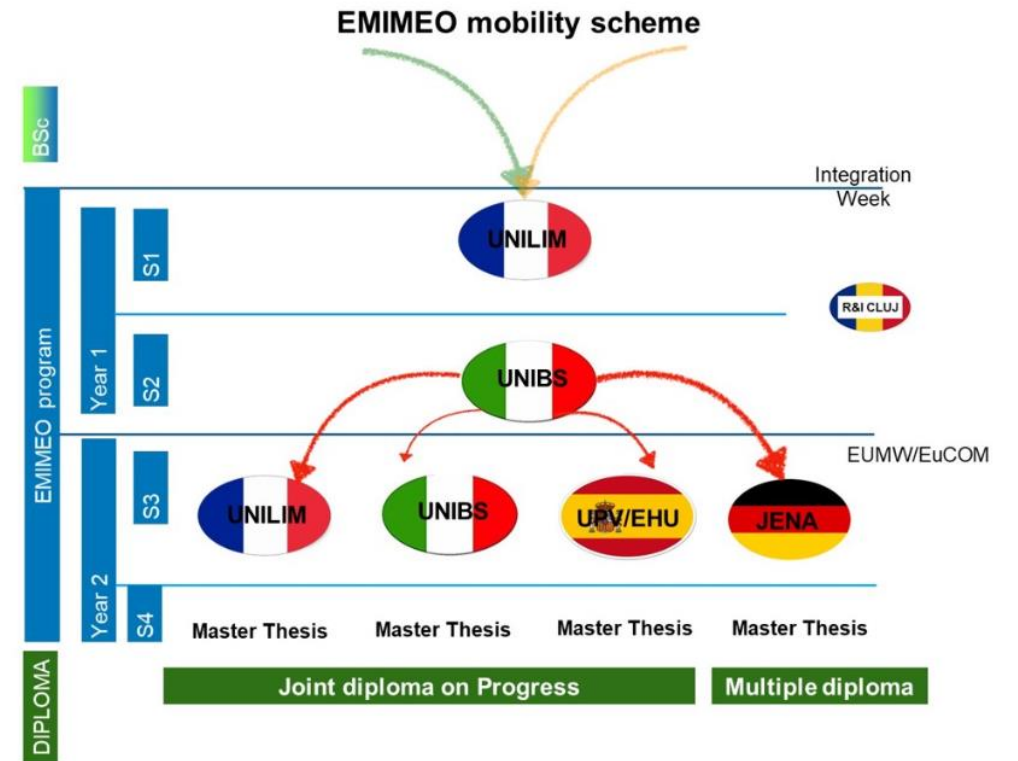 EMIMEO mobility scheme
BSc
Integration
Week
EMIMEO program
Year 1
S1
UNILIM
R&I CLUJ
S2
UNIBS
EUMW/EuCOM
Year 2
S3
UNILIM
UNIBS
UPV/EHU
JENA
S4
Master Thesis
Master Thesis
Master Thesis
Master Thesis
DIPLOMA
Joint diploma on Progress
Multiple diploma